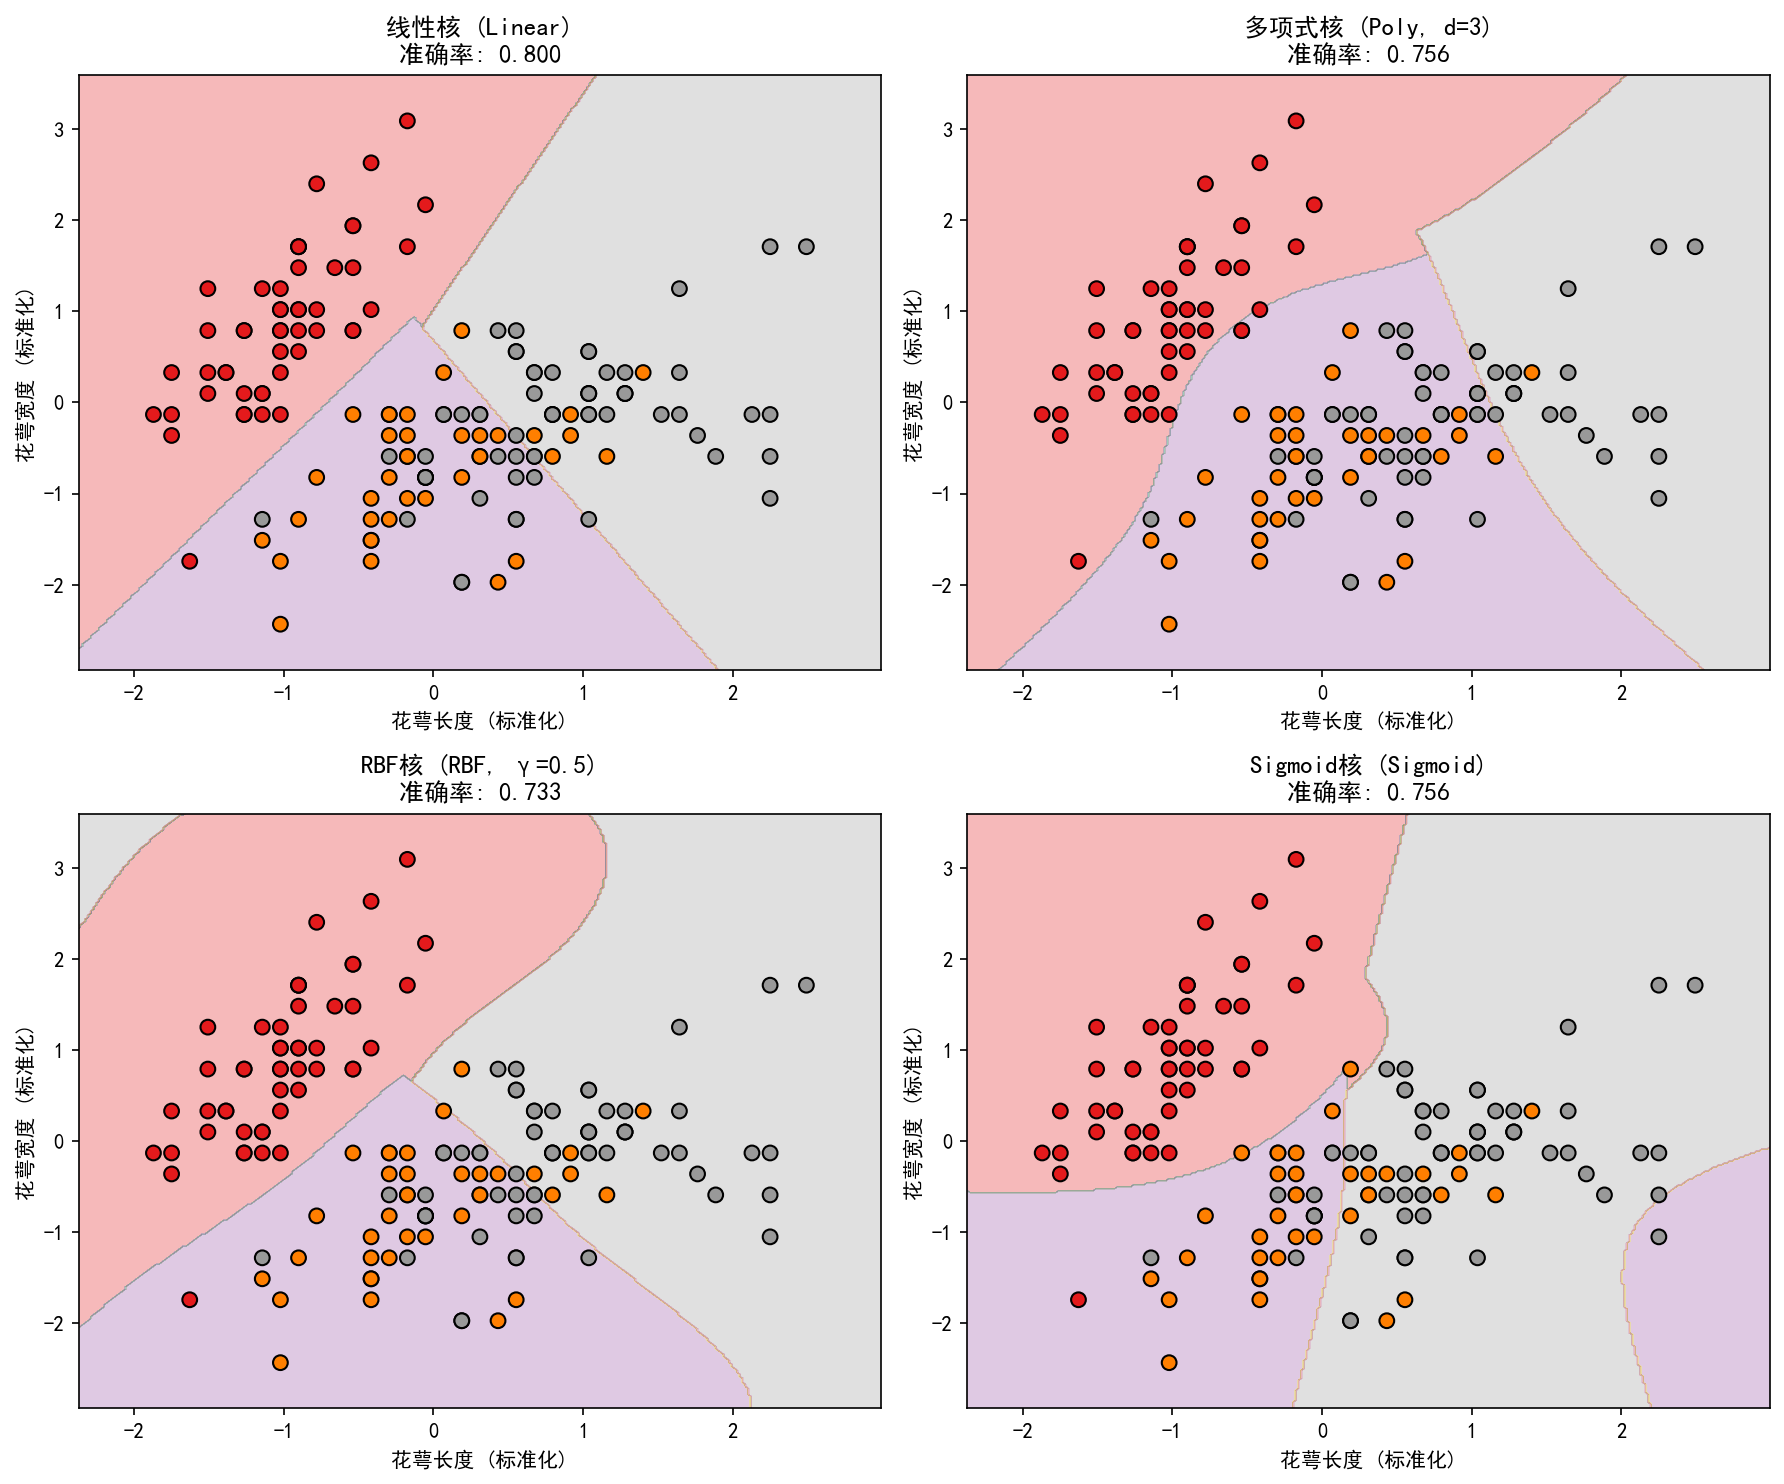 线性核 (Linear)
准确率: 0.800
3
2
1
0
−1
−2
花萼宽度 (标准化)
−2 −1 0 1 2
花萼长度 (标准化)
多项式核 (Poly, d=3)
准确率: 0.756
3
2
1
0
−1
−2
花萼宽度 (标准化)
−2 −1 0 1 2
花萼长度 (标准化)
RBF核 (RBF, γ=0.5)
准确率: 0.733
3
2
1
0
−1
−2
花萼宽度 (标准化)
−2 −1 0 1 2
花萼长度 (标准化)
Sigmoid核 (Sigmoid)
准确率: 0.756
3
2
1
0
−1
−2
花萼宽度 (标准化)
−2 −1 0 1 2
花萼长度 (标准化)